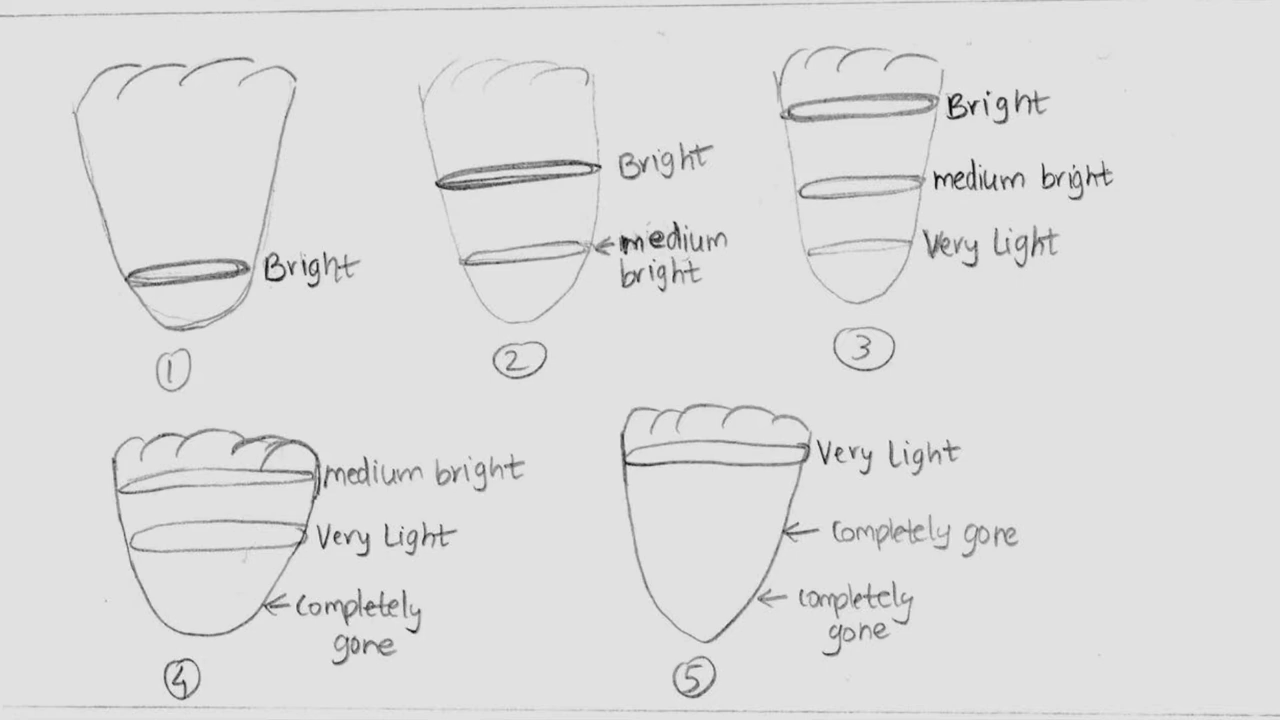 Bright
1
Bright
medium
bright
2
Bright
medium bright
Very Light
3
medium bright
Very Light
Completely
gone
4
Very Light
Completely gone
Completely
gone
5